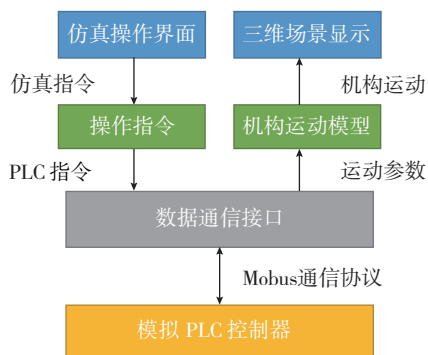 仿真操作界面
三维场景显示
仿真指令
机构运动
操作指令
机构运动模型
PLC 指令
运动参数
数据通信接口
Mobus通信协议
模拟 PLC 控制器